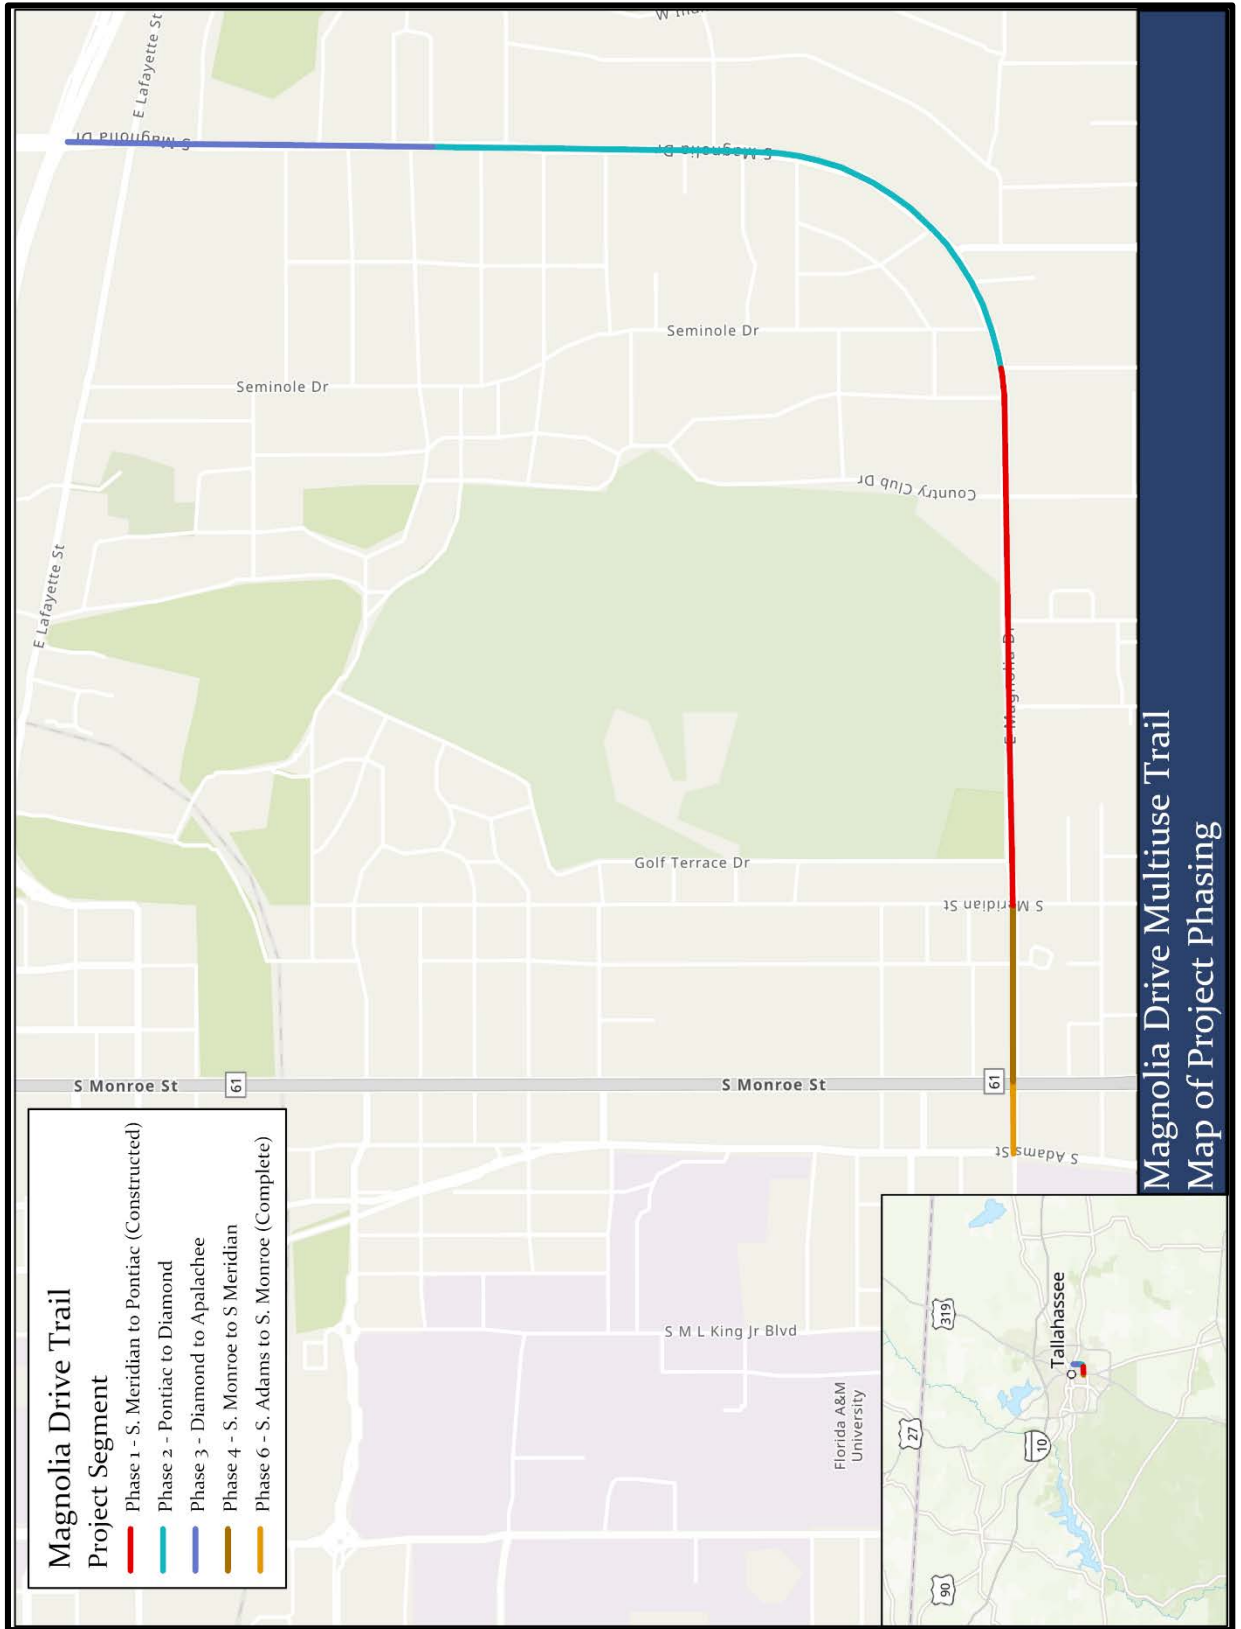 Magnolia Drive Trail
Project Segment
Phase 1 - S. Meridian to Pontiac (Constructed)
Phase 2 - Pontiac to Diamond
Phase 3 - Diamond to Apalachee
Phase 4 - S. Monroe to S Meridian
Phase 6 - S. Adams to S. Monroe (Complete)
E Lafayette St
E Lafayette St
S Magnolia Dr
S Magnolia Dr
E Magnolia Dr
Seminole Dr
Seminole Dr
Country Club Dr
Golf Terrace Dr
S Meridian St
S Monroe St
61
S Monroe St
61
S Adams St
S M L King Jr Blvd
Florida A&M
University
Tallahassee
319
27
10
90
Magnolia Drive Multiuse Trail
Map of Project Phasing